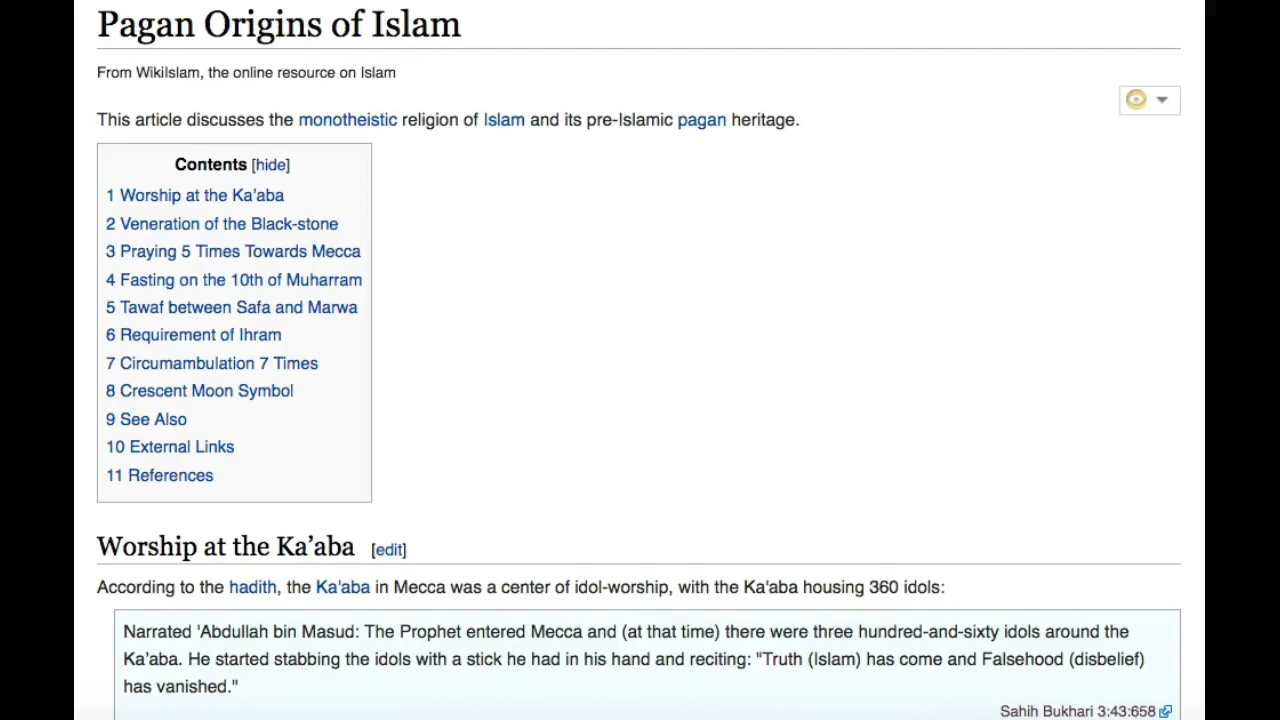 Pagan Origins of Islam
From WikiIslam, the online resource on Islam
This article discusses the monotheistic religion of Islam and its pre-Islamic pagan heritage.
Contents [hide]
1 Worship at the Ka'aba
2 Veneration of the Black-stone
3 Praying 5 Times Towards Mecca
4 Fasting on the 10th of Muharram
5 Tawaf between Safa and Marwa
6 Requirement of Ihram
7 Circumambulation 7 Times
8 Crescent Moon Symbol
9 See Also
10 External Links
11 References
Worship at the Ka’aba [edit]
According to the hadith, the Ka'aba in Mecca was a center of idol-worship, with the Ka'aba housing 360 idols:
Narrated 'Abdullah bin Masud: The Prophet entered Mecca and (at that time) there were three hundred-and-sixty idols around the
Ka'aba. He started stabbing the idols with a stick he had in his hand and reciting: "Truth (Islam) has come and Falsehood (disbelief)
has vanished."
Sahih Bukhari 3:43:658